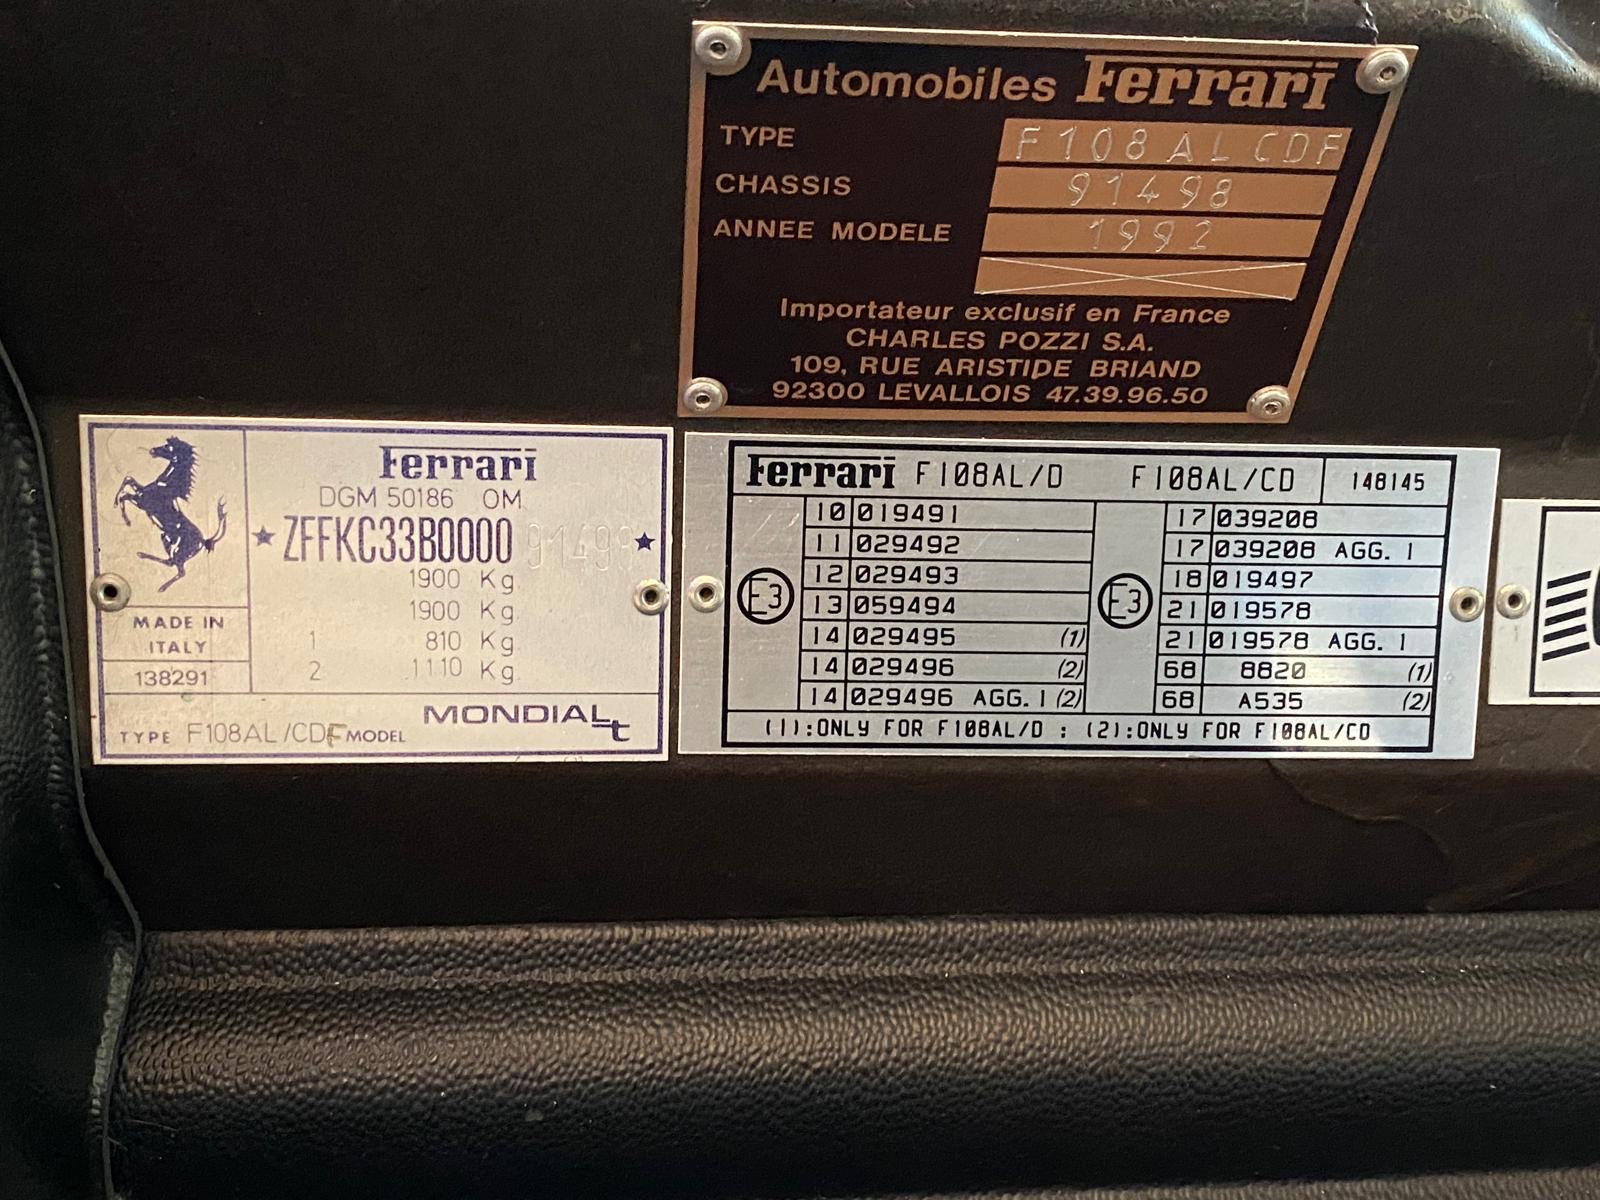 Automobiles Ferrari
TYPE F108ALCDF
CHASSIS 91498
ANNEE MODELE 1992
Importateur exclusif en France
CHARLES POZZI S.A.
109, RUE ARISTIDE BRIAND
92300 LEVALLOIS 47.39.96.50
Ferrari
DGM 50186 OM
★ZFFKC33B0000 91498★
1900 Kg.
1900 Kg.
1 810 Kg.
2 1110 Kg.
MADE IN
ITALY
138291
MONDIAL t
TYPE F108AL/CDF MODEL
Ferrari F108AL/D F108AL/CD 148145
E3
10 019491
11 029492
12 029493
13 059494
14 029495 (1)
14 029496 (2)
14 029496 AGG. 1 (2)
E3
17 039208
17 039208 AGG. 1
18 019497
21 019578
21 019578 AGG. 1
68 8820 (1)
68 A535 (2)
(1):ONLY FOR F108AL/D : (2):ONLY FOR F108AL/CD